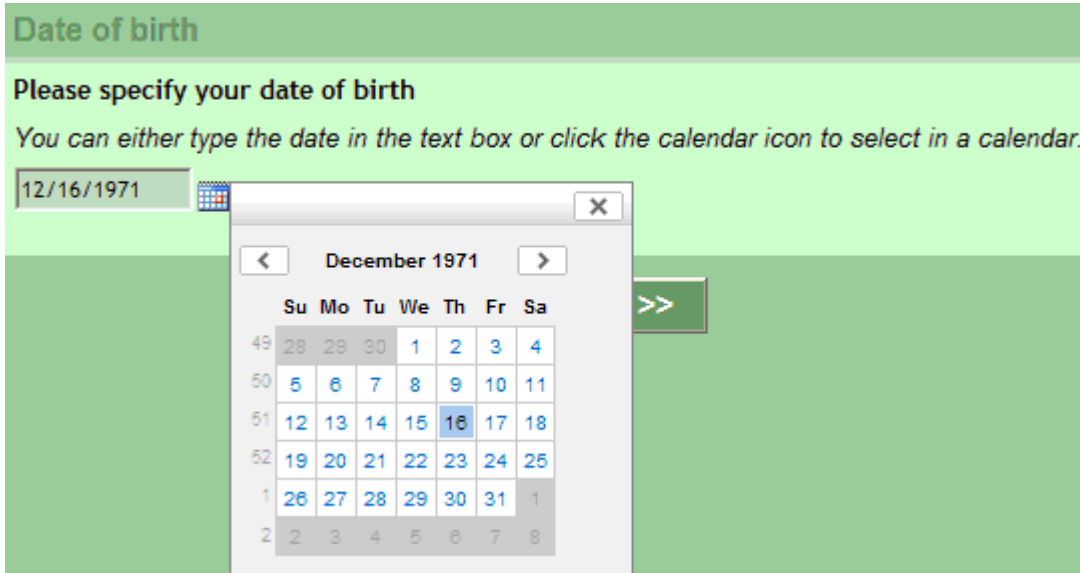 Date of birth
Please specify your date of birth
You can either type the date in the text box or click the calendar icon to select in a calendar.
12/16/1971
December 1971
Su Mo Tu We Th Fr Sa
49 28 29 30 1 2 3 4
50 5 6 7 8 9 10 11
51 12 13 14 15 16 17 18
52 19 20 21 22 23 24 25
1 26 27 28 29 30 31 1
2 2 3 4 5 6 7 8
>>